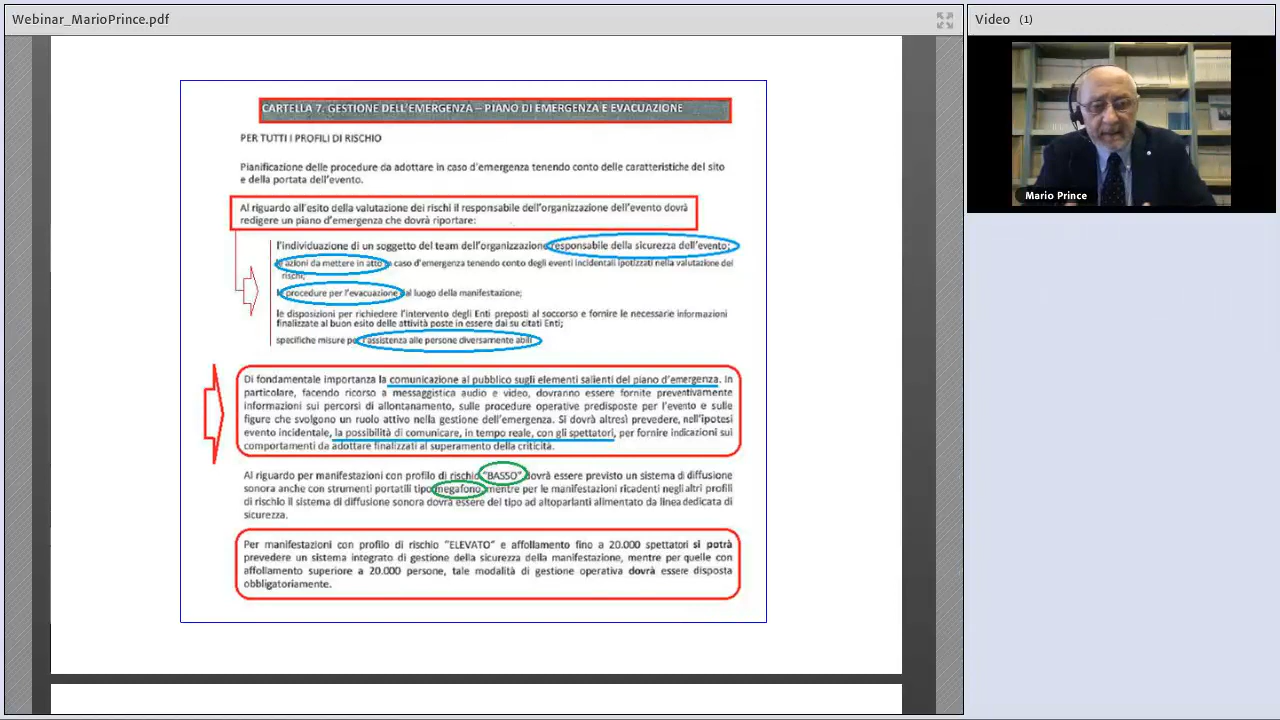 Webinar_MarioPrince.pdf
Video (1)
Mario Prince
CARTELLA 7. GESTIONE DELL'EMERGENZA – PIANO DI EMERGENZA E EVACUAZIONE
PER TUTTI I PROFILI DI RISCHIO
Pianificazione delle procedure da adottare in caso d'emergenza tenendo conto delle caratteristiche del sito
e della portata dell'evento.
Al riguardo all'esito della valutazione dei rischi il responsabile dell'organizzazione dell'evento dovrà
redigere un piano d'emergenza che dovrà riportare:
l'individuazione di un soggetto del team dell'organizzazione responsabile della sicurezza dell'evento;
le azioni da mettere in atto in caso d'emergenza tenendo conto degli eventi incidentali ipotizzati nella valutazione dei
rischi;
le procedure per l'evacuazione dal luogo della manifestazione;
le disposizioni per richiedere l'intervento degli Enti preposti al soccorso e fornire le necessarie informazioni
finalizzate al buon esito delle attività poste in essere dai su citati Enti;
specifiche misure per l'assistenza alle persone diversamente abili
Di fondamentale importanza la comunicazione al pubblico sugli elementi salienti del piano d'emergenza. In
particolare, facendo ricorso a messaggistica audio e video, dovranno essere fornite preventivamente
informazioni sui percorsi di allontanamento, sulle procedure operative predisposte per l'evento e sulle
figure che svolgono un ruolo attivo nella gestione dell'emergenza. Si dovrà altresì prevedere, nell'ipotesi
evento incidentale, la possibilità di comunicare, in tempo reale, con gli spettatori, per fornire indicazioni sui
comportamenti da adottare finalizzati al superamento della criticità.
Al riguardo per manifestazioni con profilo di rischio "BASSO" dovrà essere previsto un sistema di diffusione
sonora anche con strumenti portatili tipo megafono mentre per le manifestazioni ricadenti negli altri profili
di rischio il sistema di diffusione sonora dovrà essere del tipo ad altoparlanti alimentato da linea dedicata di
sicurezza.
Per manifestazioni con profilo di rischio "ELEVATO" e affollamento fino a 20.000 spettatori si potrà
prevedere un sistema integrato di gestione della sicurezza della manifestazione, mentre per quelle con
affollamento superiore a 20.000 persone, tale modalità di gestione operativa dovrà essere disposta
obbligatoriamente.